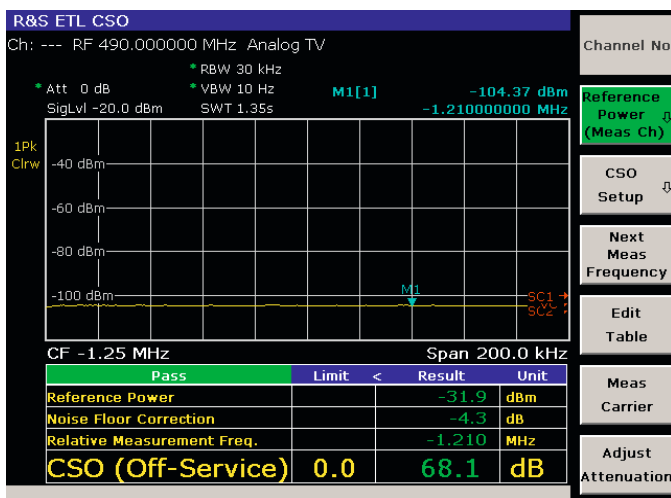 R&S ETL CSO
Ch: --- RF 490.000000 MHz Analog TV
* RBW 30 kHz
* Att 0 dB * VBW 10 Hz M1[1] -104.37 dBm
SigLvl -20.0 dBm SWT 1.35s -1.210000000 MHz
1Pk
Clrw
-40 dBm
-60 dBm
-80 dBm
-100 dBm
M1
SC1
SC2
CF -1.25 MHz Span 200.0 kHz
Pass Limit < Result Unit
Reference Power -31.9 dBm
Noise Floor Correction -4.3 dB
Relative Measurement Freq. -1.210 MHz
CSO (Off-Service) 0.0 68.1 dB
Channel No
Reference
Power
(Meas Ch)
CSO
Setup
Next
Meas
Frequency
Edit
Table
Meas
Carrier
Adjust
Attenuation